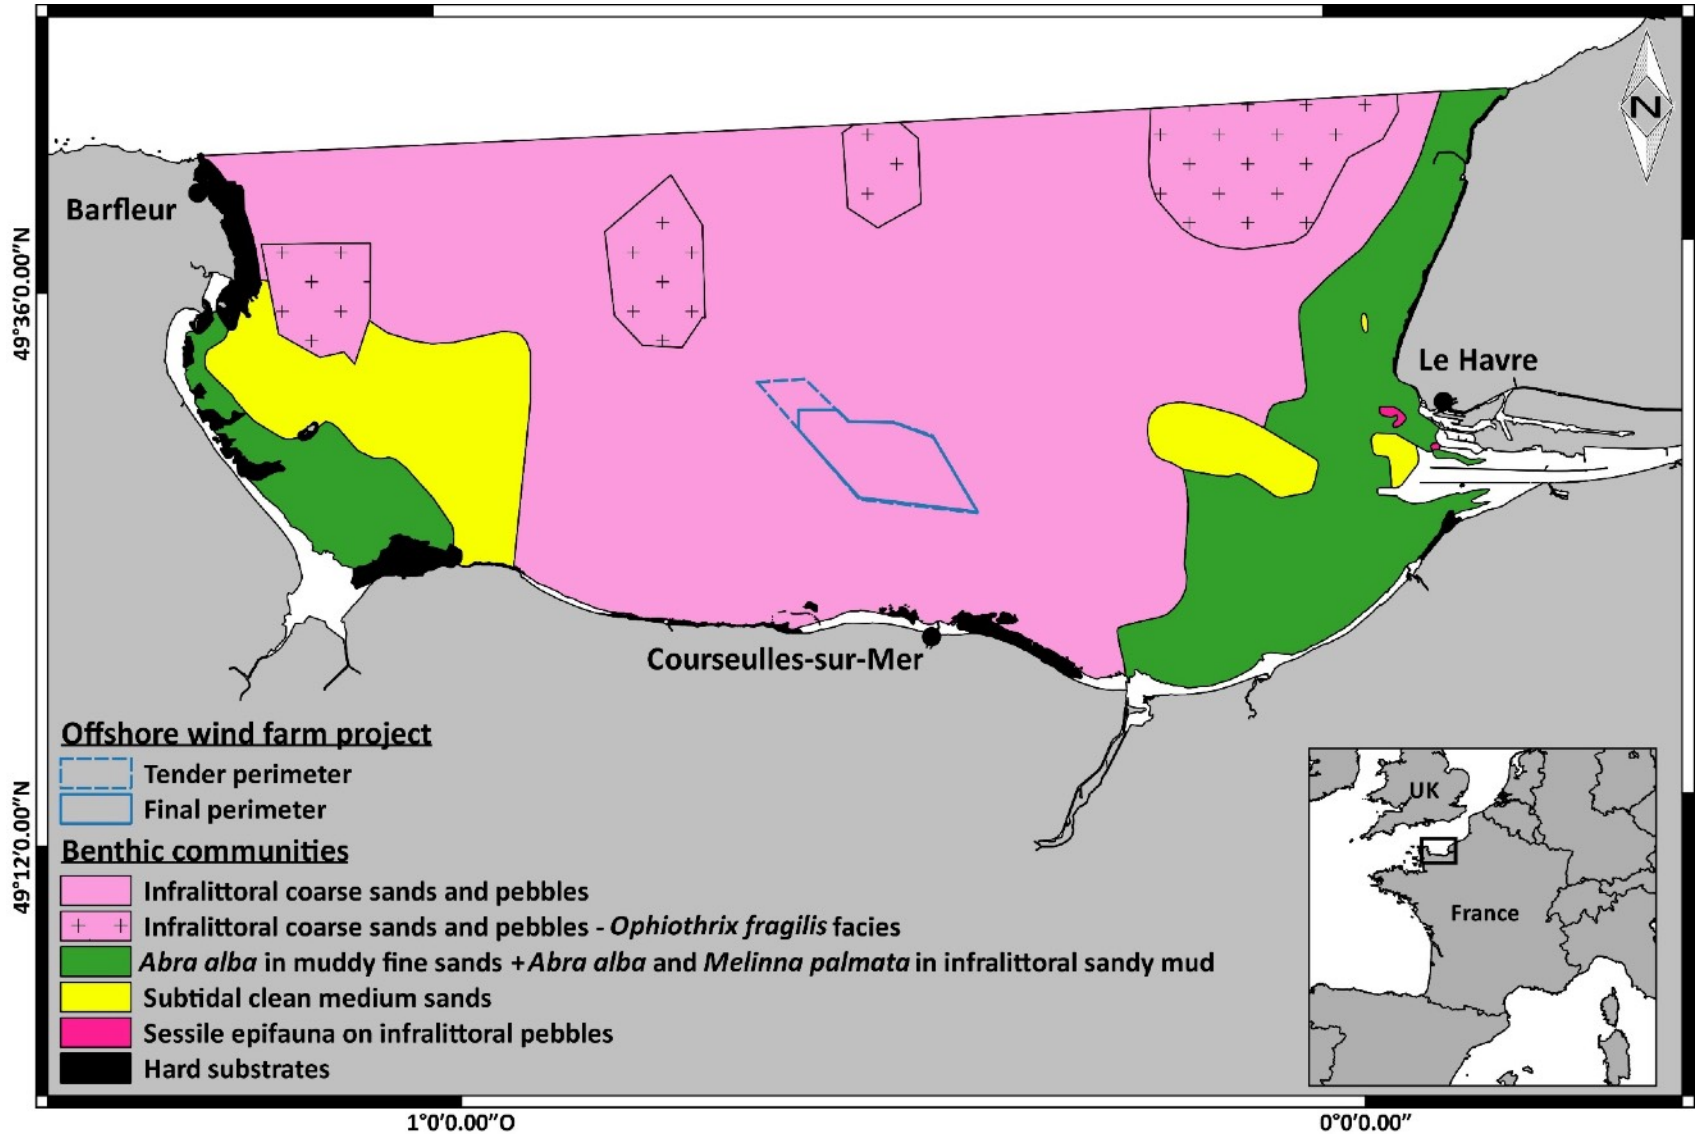 N
Barfleur
49°36'0.00"N
Le Havre
Courseulles-sur-Mer
Offshore wind farm project
Tender perimeter
Final perimeter
49°12'0.00"N
Benthic communities
Infralittoral coarse sands and pebbles
Infralittoral coarse sands and pebbles - Ophiothrix fragilis facies
Abra alba in muddy fine sands + Abra alba and Melinna palmata in infralittoral sandy mud
Subtidal clean medium sands
Sessile epifauna on infralittoral pebbles
Hard substrates
UK
France
1°0'0.00"O
0°0'0.00"